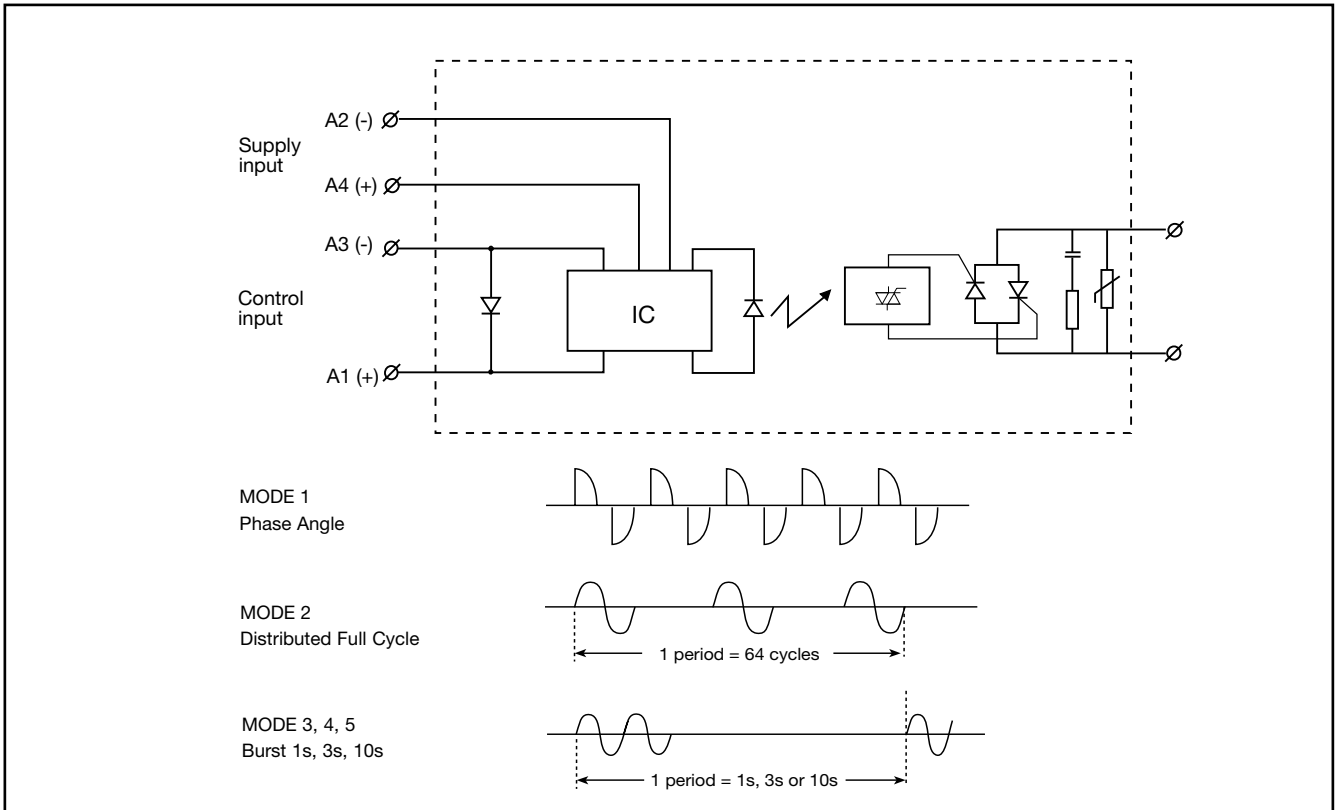 A2 (-)
Supply
input
A4 (+)
A3 (-)
Control
input
IC
A1 (+)
MODE 1
Phase Angle
MODE 2
Distributed Full Cycle
1 period = 64 cycles
MODE 3, 4, 5
Burst 1s, 3s, 10s
1 period = 1s, 3s or 10s